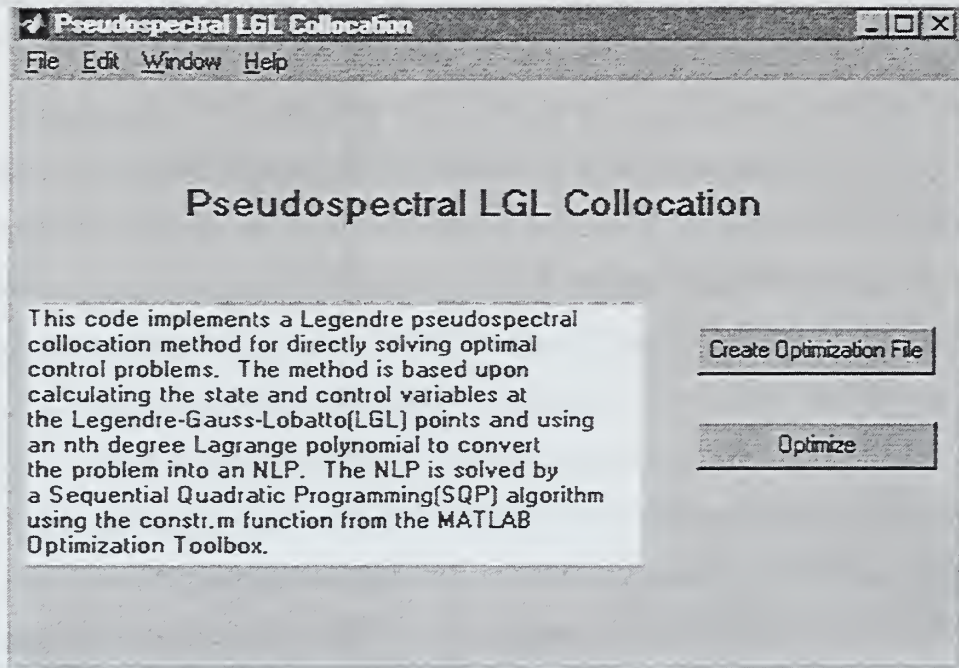 Pseudospectral LGL Collocation
File Edit Window Help
Pseudospectral LGL Collocation
This code implements a Legendre pseudospectral
collocation method for directly solving optimal
control problems. The method is based upon
calculating the state and control variables at
the Legendre-Gauss-Lobatto(LGL) points and using
an nth degree Lagrange polynomial to convert
the problem into an NLP. The NLP is solved by
a Sequential Quadratic Programming(SQP) algorithm
using the constr.m function from the MATLAB
Optimization Toolbox.
Create Optimization File
Optimize